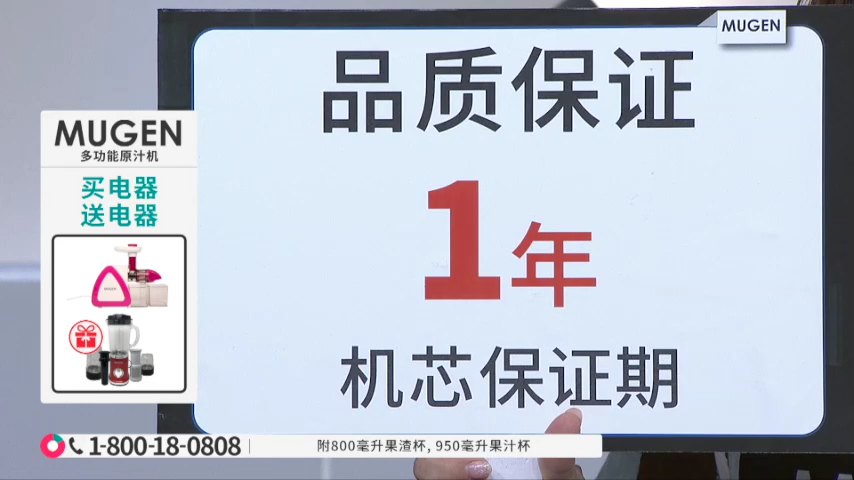 MUGEN
品质保证
1年
机芯保证期
MUGEN
多功能原汁机
买电器
送电器
1-800-18-0808
附800毫升果渣杯, 950毫升果汁杯